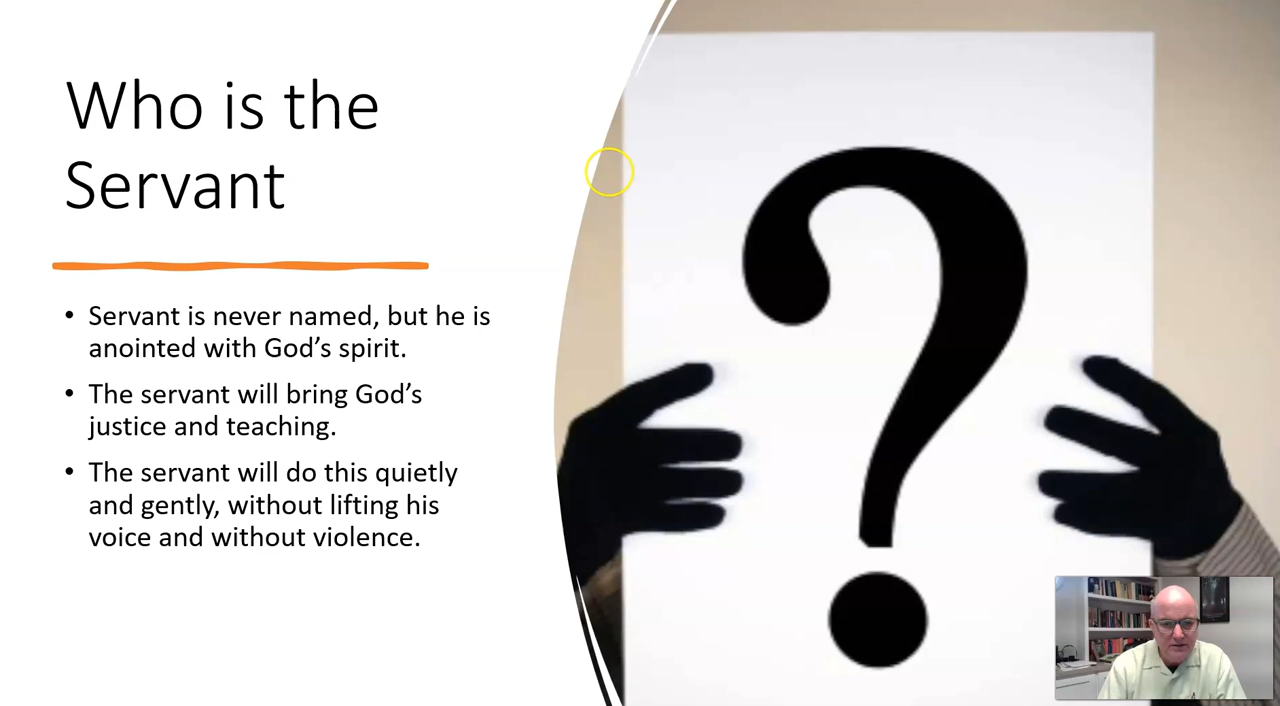 Who is the
Servant
• Servant is never named, but he is
anointed with God's spirit.
• The servant will bring God's
justice and teaching.
• The servant will do this quietly
and gently, without lifting his
voice and without violence.
?